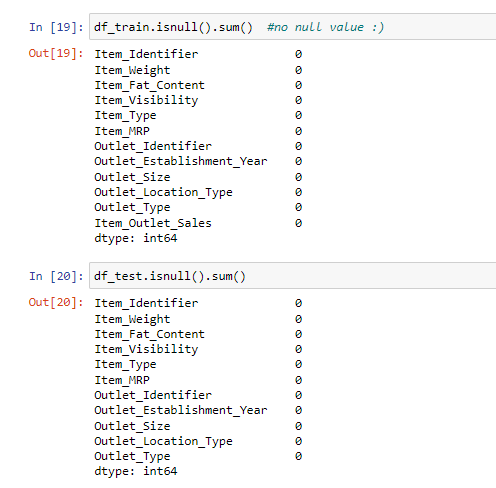 In [19]: df_train.isnull().sum()  #no null value :)
Out[19]: Item_Identifier              0
Item_Weight                  0
Item_Fat_Content             0
Item_Visibility              0
Item_Type                    0
Item_MRP                     0
Outlet_Identifier            0
Outlet_Establishment_Year    0
Outlet_Size                  0
Outlet_Location_Type         0
Outlet_Type                  0
Item_Outlet_Sales            0
dtype: int64
In [20]: df_test.isnull().sum()
Out[20]: Item_Identifier              0
Item_Weight                  0
Item_Fat_Content             0
Item_Visibility              0
Item_Type                    0
Item_MRP                     0
Outlet_Identifier            0
Outlet_Establishment_Year    0
Outlet_Size                  0
Outlet_Location_Type         0
Outlet_Type                  0
dtype: int64